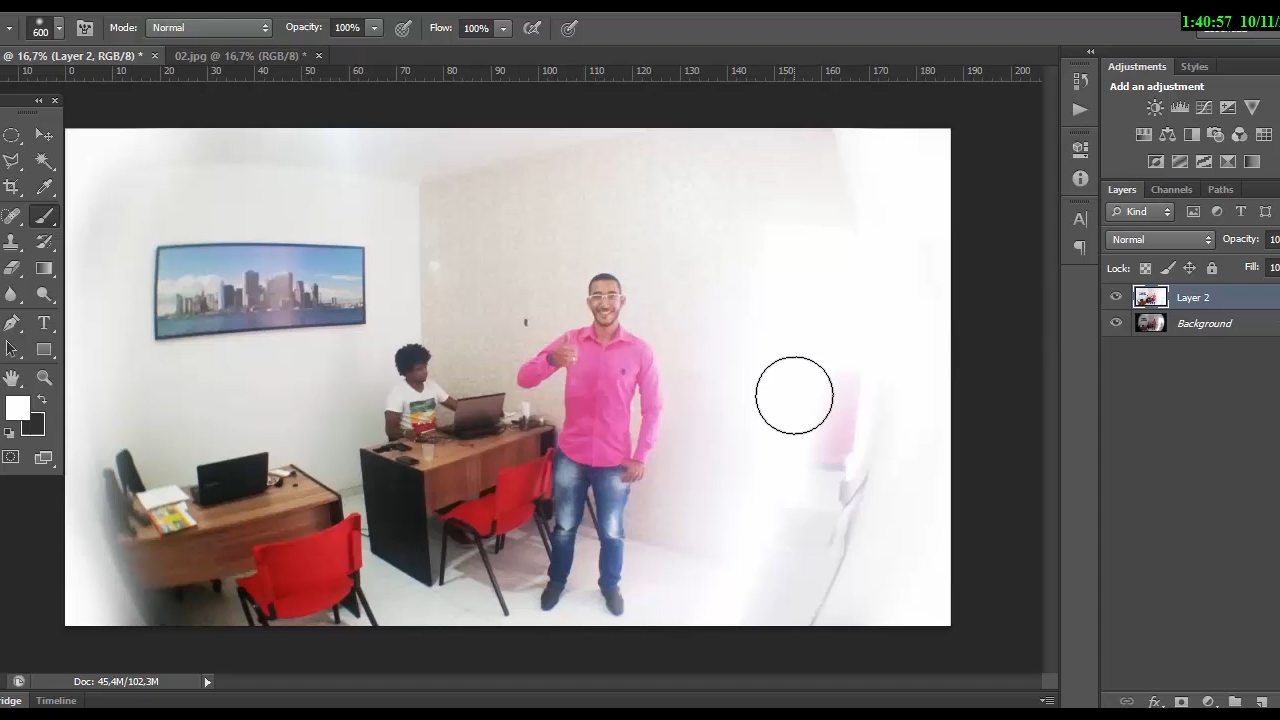 1:40:57 10/11/
600 Mode: Normal Opacity: 100% Flow: 100%
@ 16,7% (Layer 2, RGB/8) * × 02.jpg @ 16,7% (RGB/8) * ×
10 0 10 20 30 40 50 60 70 80 90 100 110 120 130 140 150 160 170 180 190 200
Adjustments Styles
Add an adjustment
Layers Channels Paths
Kind
Normal Opacity: 10
Lock: Fill: 10
Layer 2
Background
Doc: 45,4M/102,3M
ridge Timeline